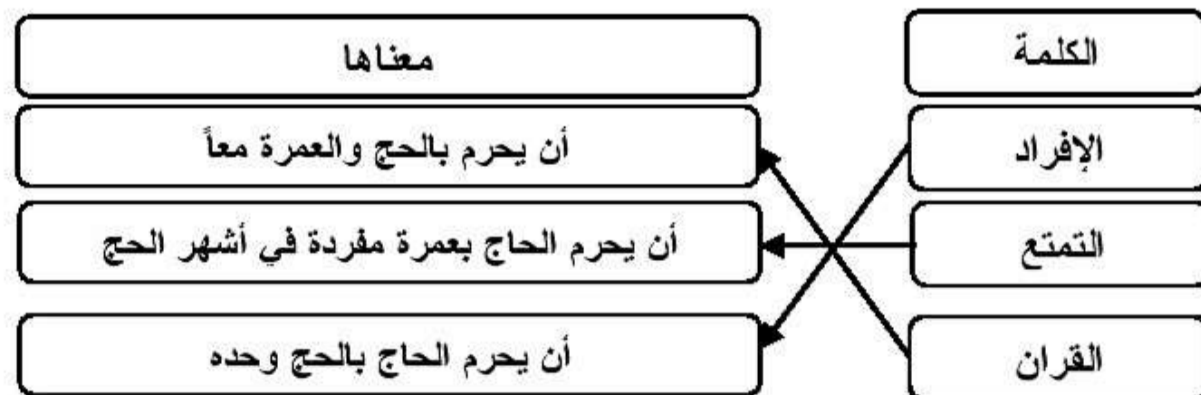 الكلمة
معناها
الإفراد
أن يحرم بالحج والعمرة معاً
التمتع
أن يحرم الحاج بعمرة مفردة في أشهر الحج
القران
أن يحرم الحاج بالحج وحده